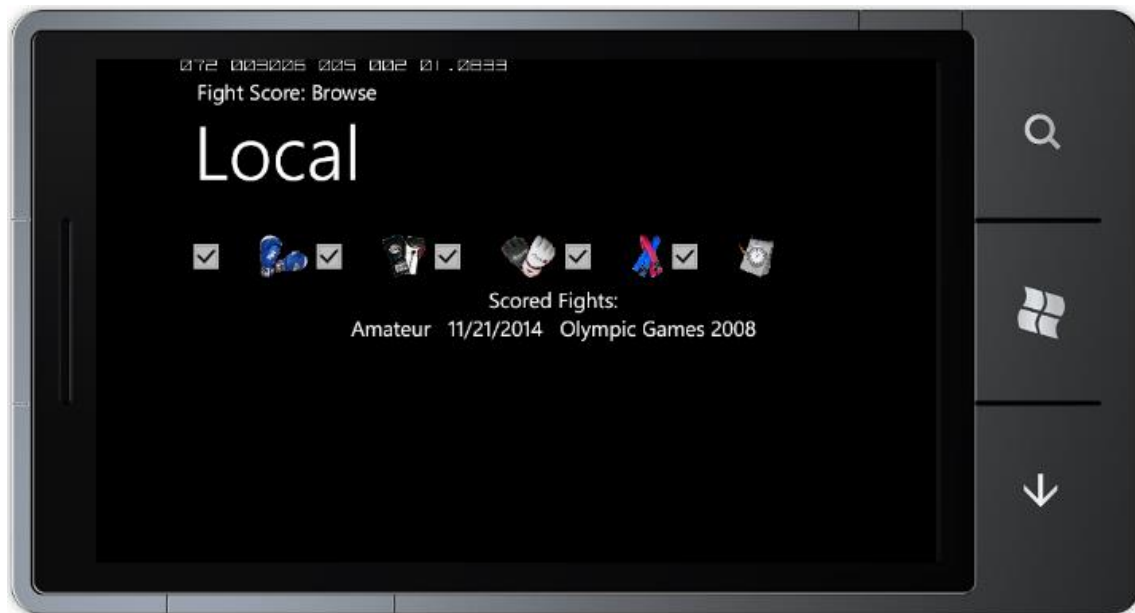 072 003006 005 002 01.0833
Fight Score: Browse
Local
Scored Fights:
Amateur 11/21/2014 Olympic Games 2008